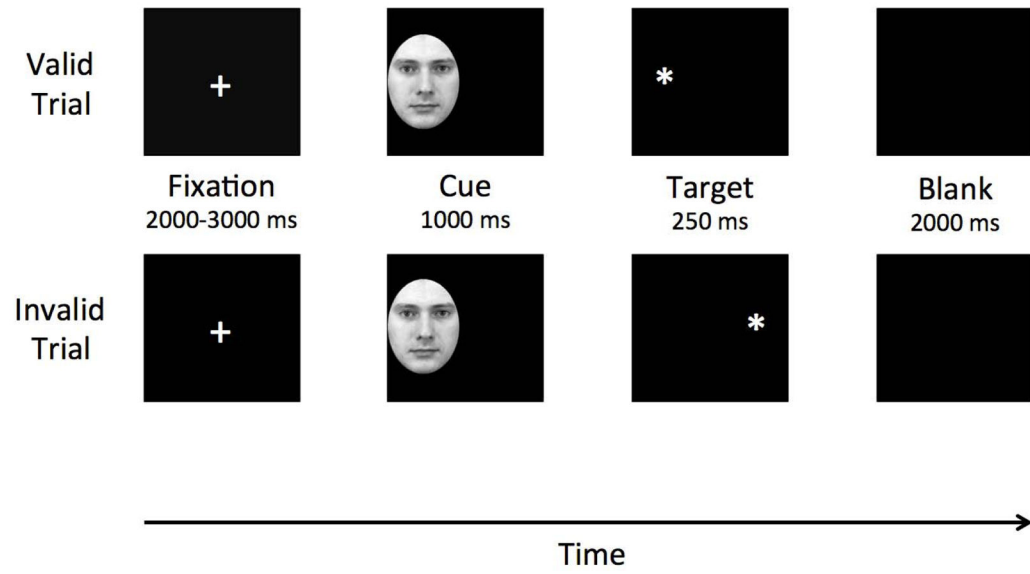 Valid
Trial
+
*
Fixation
2000-3000 ms
Cue
1000 ms
Target
250 ms
Blank
2000 ms
Invalid
Trial
+
*
Time